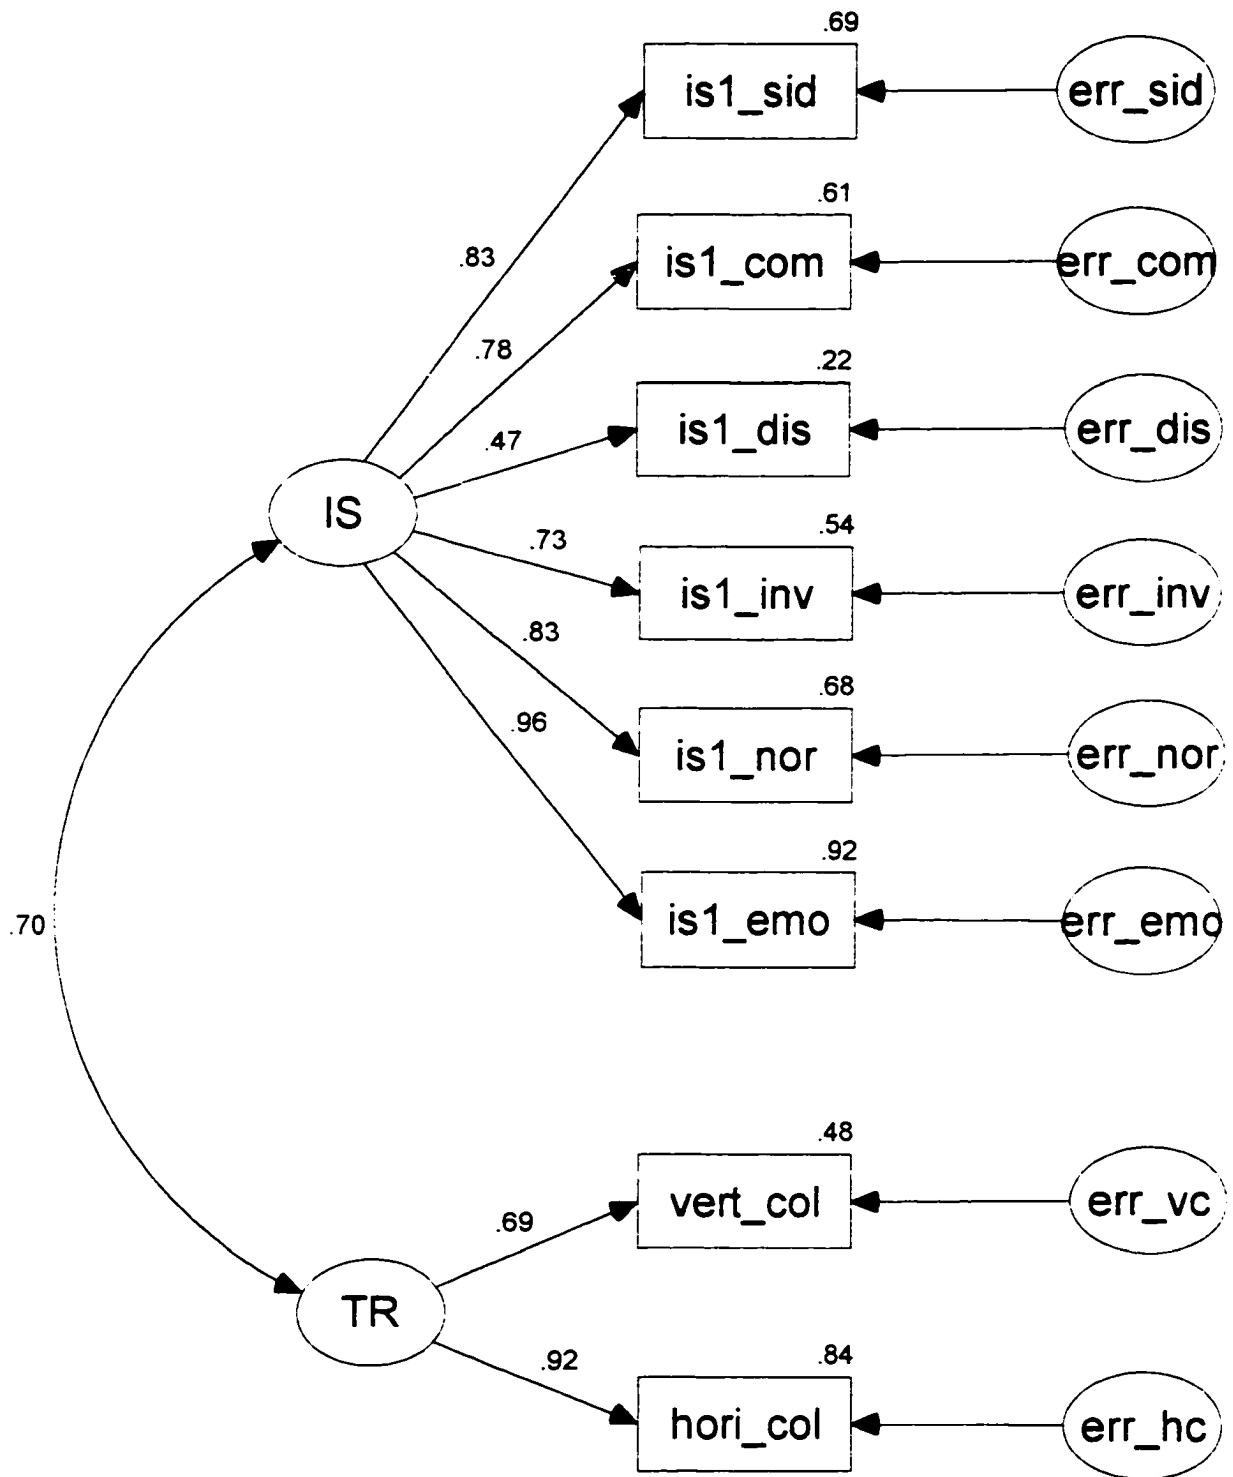 .69
is1_sid
err_sid
.61
is1_com
err_com
.83
.78
.22
is1_dis
err_dis
.47
IS
.54
is1_inv
err_inv
.73
.83
.68
is1_nor
err_nor
.96
.92
is1_emo
err_emo
.70
.48
vert_col
err_vc
.69
TR
.92
.84
hori_col
err_hc